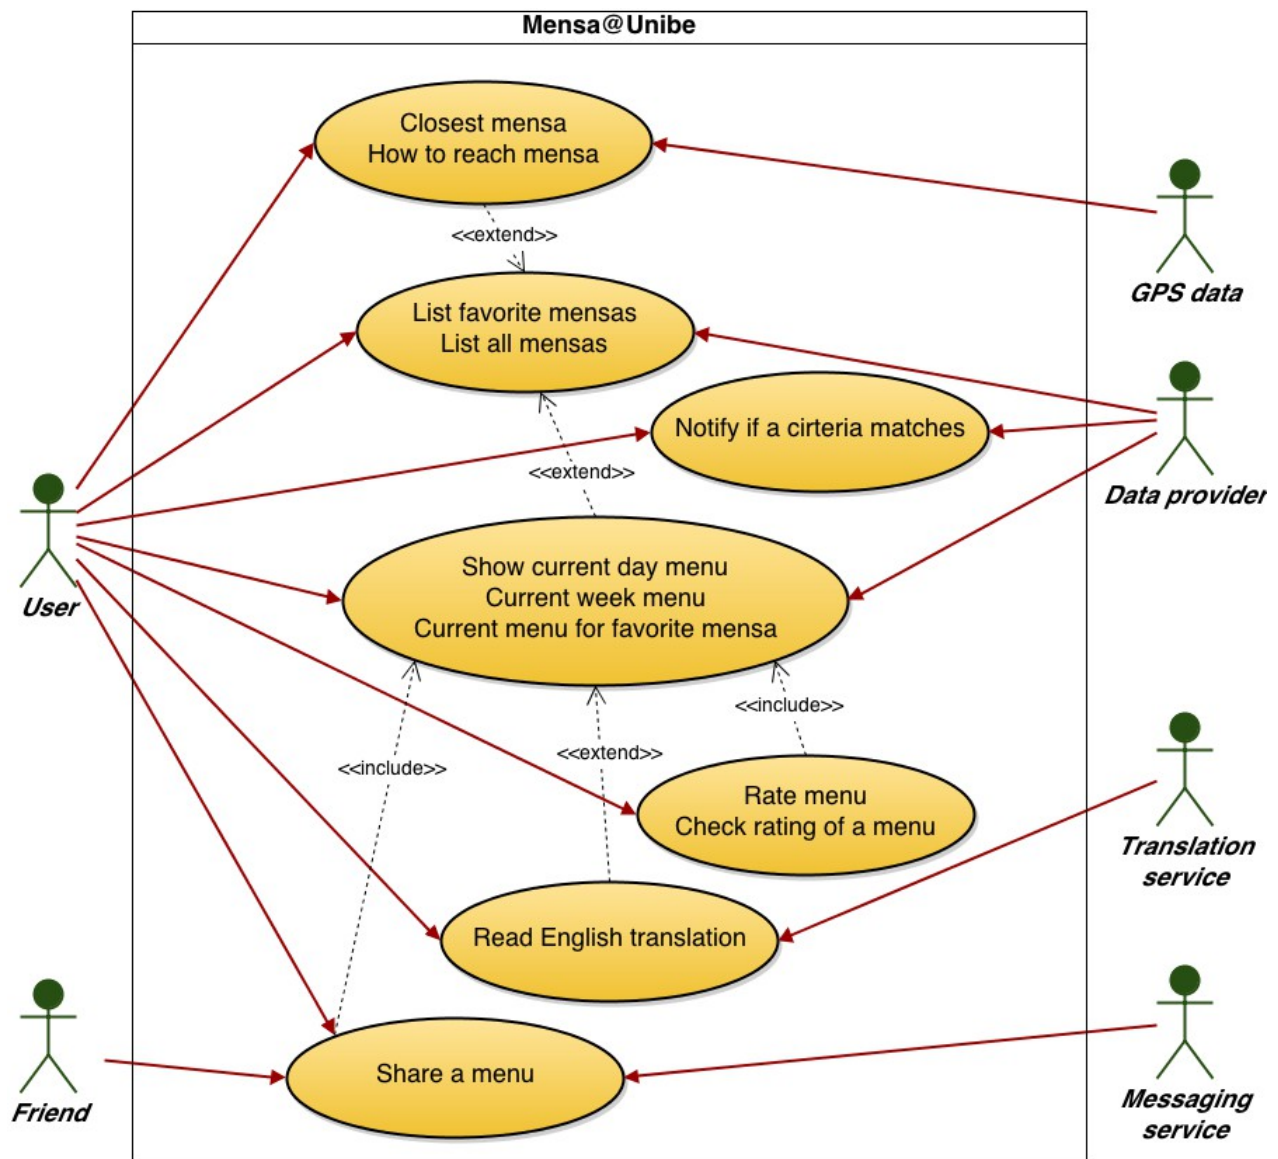 Mensa@Unibe
Closest mensa
How to reach mensa
<<extend>>
GPS data
List favorite mensas
List all mensas
Notify if a cirteria matches
<<extend>>
Data provider
User
Show current day menu
Current week menu
Current menu for favorite mensa
<<include>>
<<extend>>
<<include>>
Rate menu
Check rating of a menu
Translation
service
Read English translation
Share a menu
Friend
Messaging
service